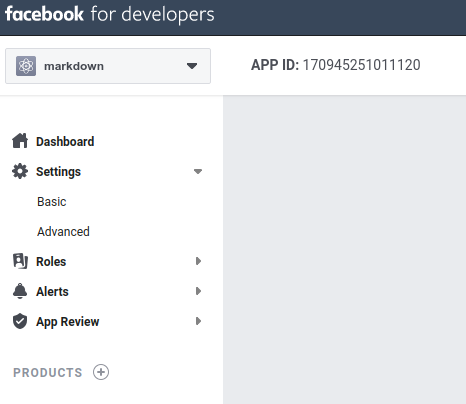 facebook for developers
markdown
APP ID: 170945251011120
Dashboard
Settings
Basic
Advanced
Roles
Alerts
App Review
PRODUCTS